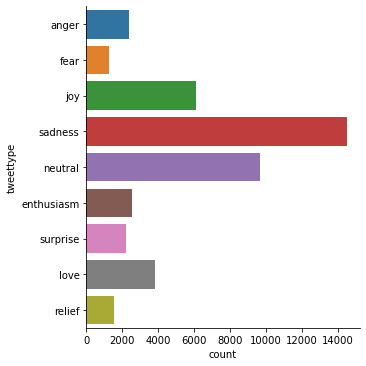 anger
fear
joy
sadness
neutral
enthusiasm
surprise
love
relief
tweettype
0 2000 4000 6000 8000 10000 12000 14000
count